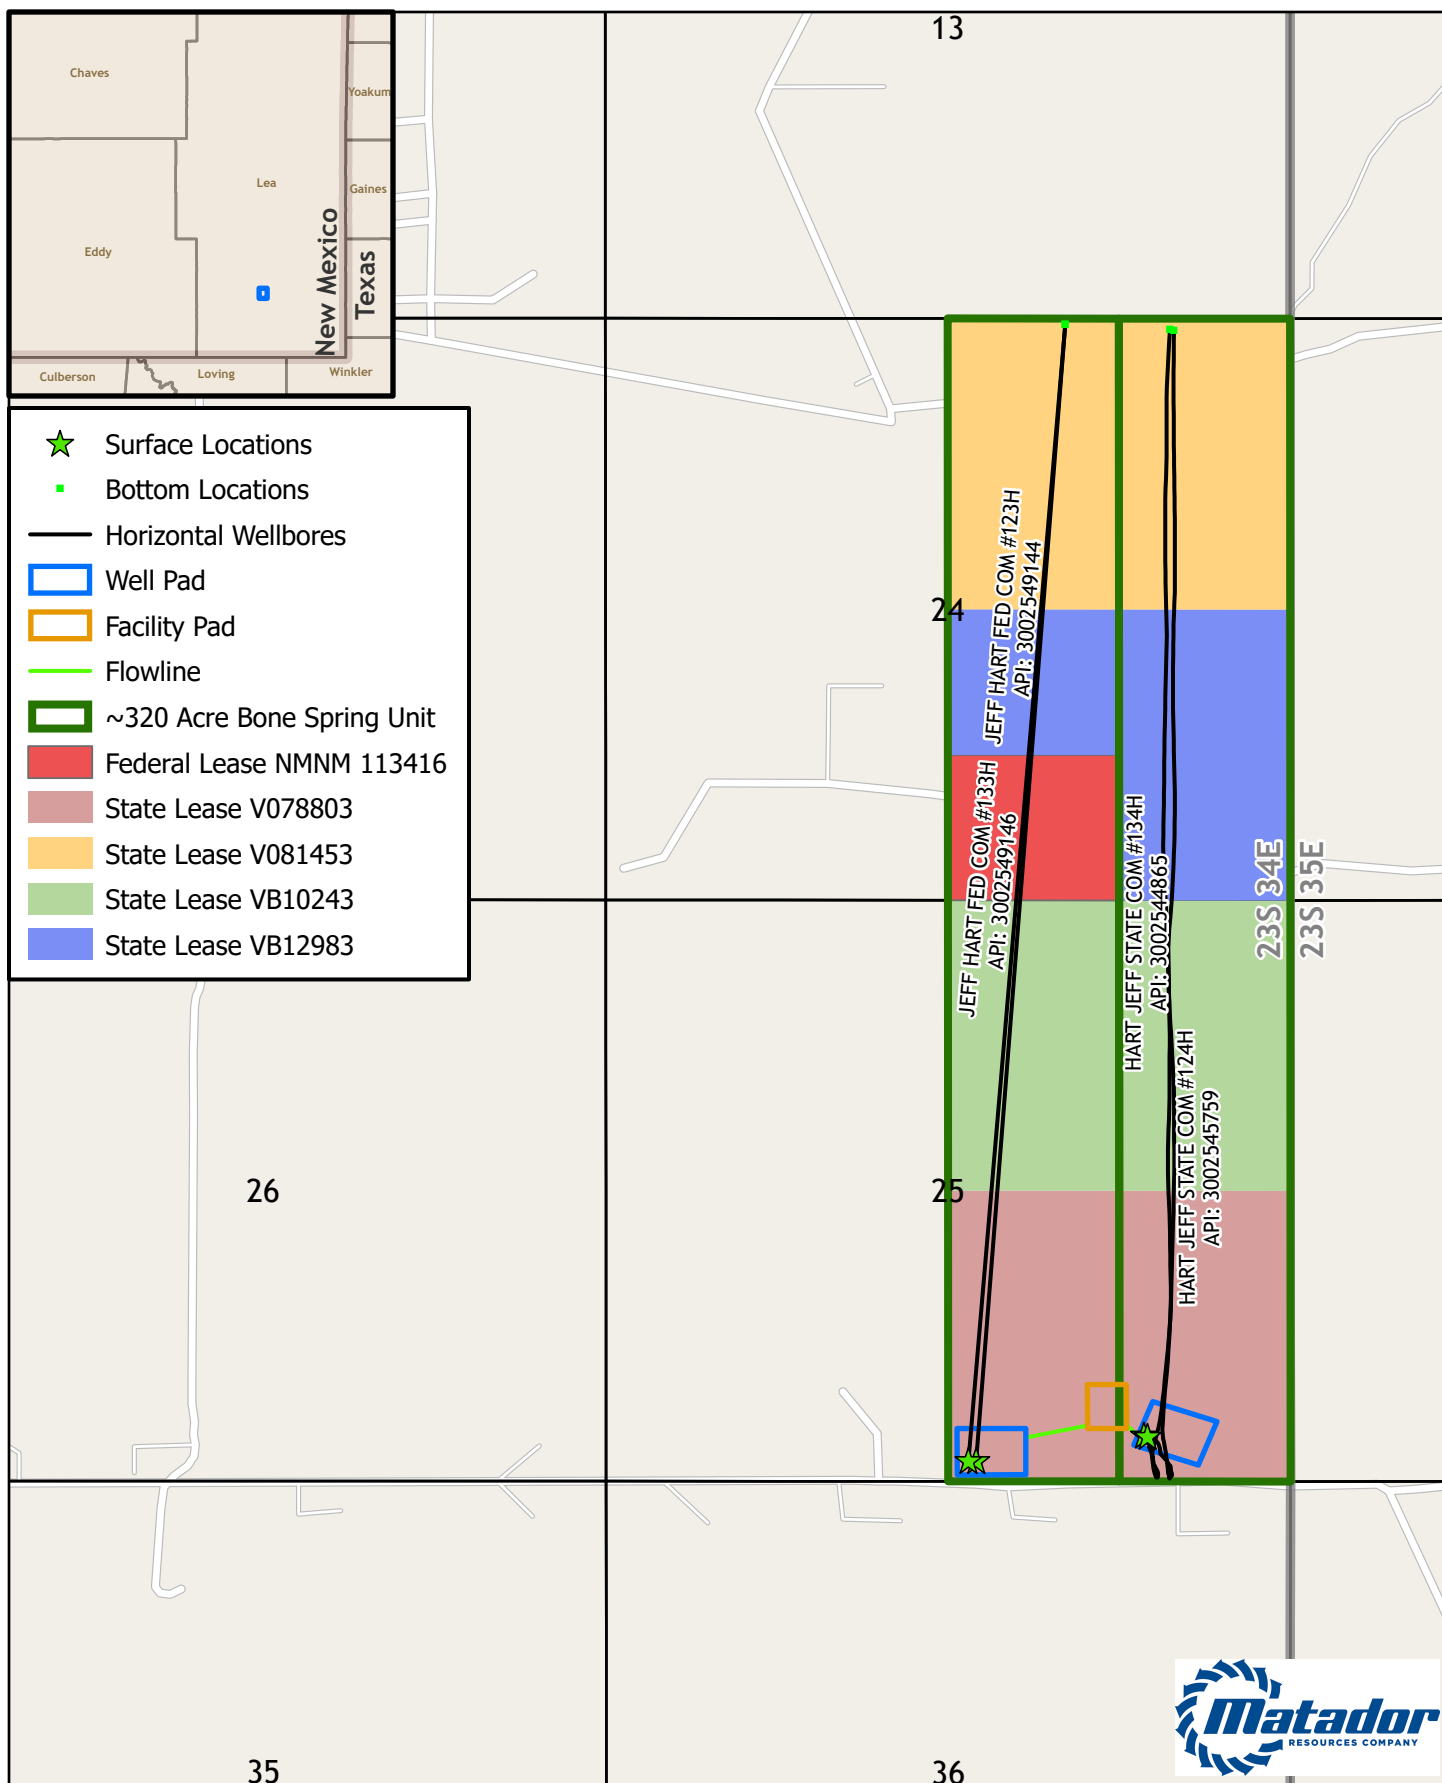 Chaves
Yoakum
Lea
Gaines
Eddy
New Mexico
Texas
Culberson
Loving
Winkler
Surface Locations
Bottom Locations
Horizontal Wellbores
Well Pad
Facility Pad
Flowline
~320 Acre Bone Spring Unit
Federal Lease NMNM 113416
State Lease V078803
State Lease V081453
State Lease VB10243
State Lease VB12983
13
24
JEFF HART FED COM #123H
API: 3002549144
JEFF HART FED COM #133H
API: 3002549146
HART JEFF STATE COM #134H
API: 3002544865
23S 34E
23S 35E
HART JEFF STATE COM #124H
API: 3002545759
26
25
35
36
Matador
RESOURCES COMPANY